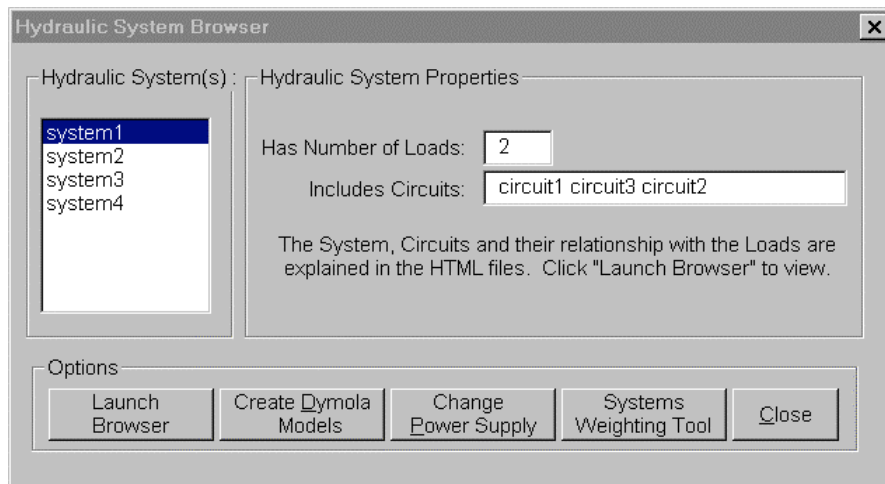 Hydraulic System Browser
Hydraulic System(s) :
system1
system2
system3
system4
Hydraulic System Properties
Has Number of Loads: 2
Includes Circuits: circuit1 circuit3 circuit2
The System, Circuits and their relationship with the Loads are
explained in the HTML files. Click "Launch Browser" to view.
Options
Launch
Browser
Create Dymola
Models
Change
Power Supply
Systems
Weighting Tool
Close